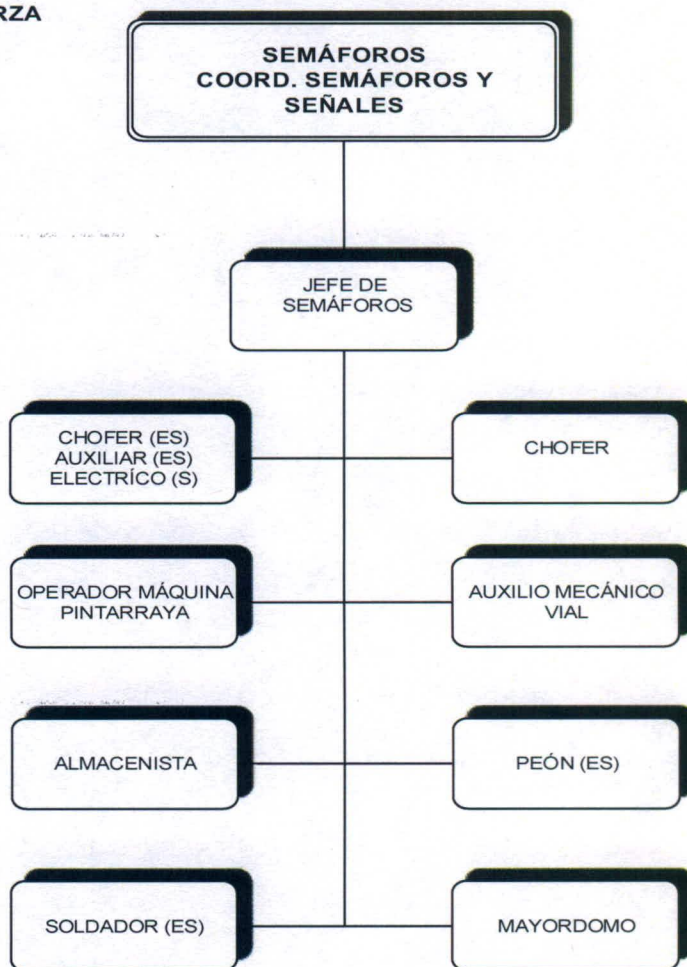 RZA
SEMÁFOROS
COORD. SEMÁFOROS Y
SEÑALES
JEFE DE
SEMÁFOROS
CHOFER (ES)
AUXILIAR (ES)
ELECTRÍCO (S)
CHOFER
OPERADOR MÁQUINA
PINTARRAYA
AUXILIO MECÁNICO
VIAL
ALMACENISTA
PEÓN (ES)
SOLDADOR (ES)
MAYORDOMO